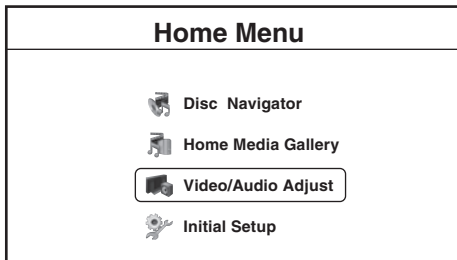 Home Menu
Disc Navigator
Home Media Gallery
Video/Audio Adjust
Initial Setup